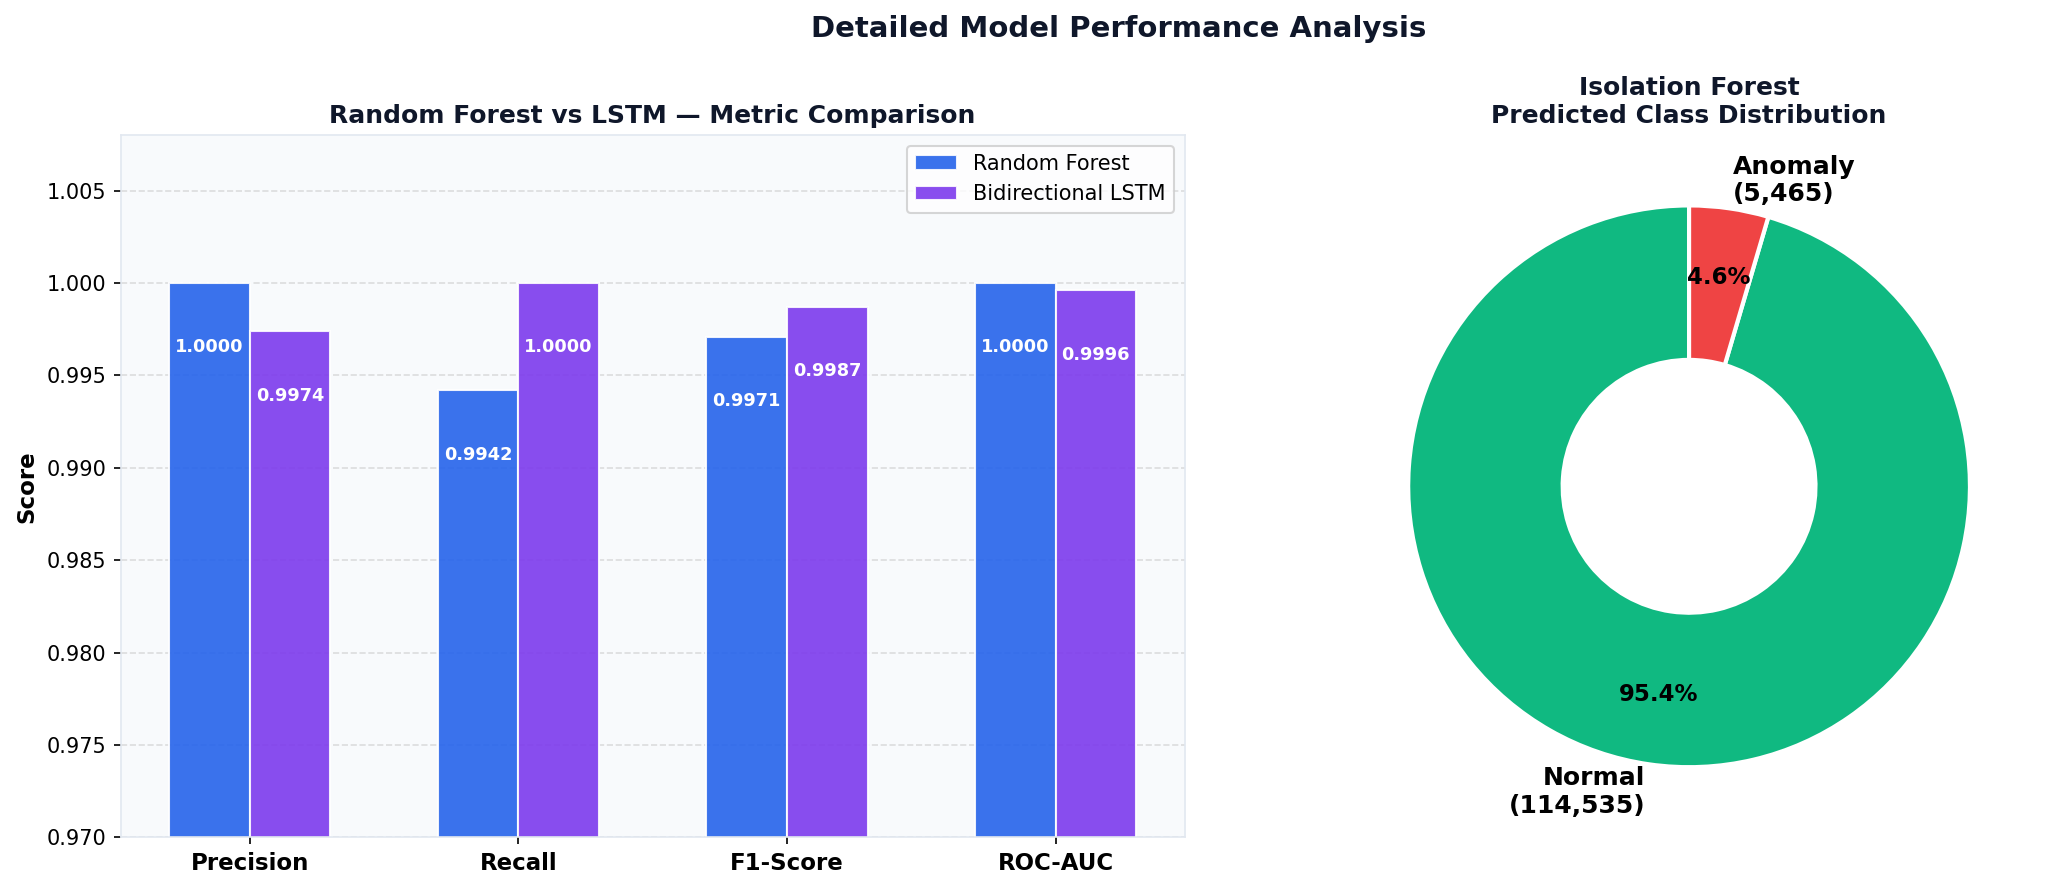 Detailed Model Performance Analysis
Random Forest vs LSTM — Metric Comparison
Random Forest
Bidirectional LSTM
Score
1.005
1.000
0.995
0.990
0.985
0.980
0.975
0.970
1.0000
0.9974
0.9942
1.0000
0.9971
0.9987
1.0000
0.9996
Precision
Recall
F1-Score
ROC-AUC
Isolation Forest
Predicted Class Distribution
Anomaly
(5,465)
4.6%
95.4%
Normal
(114,535)